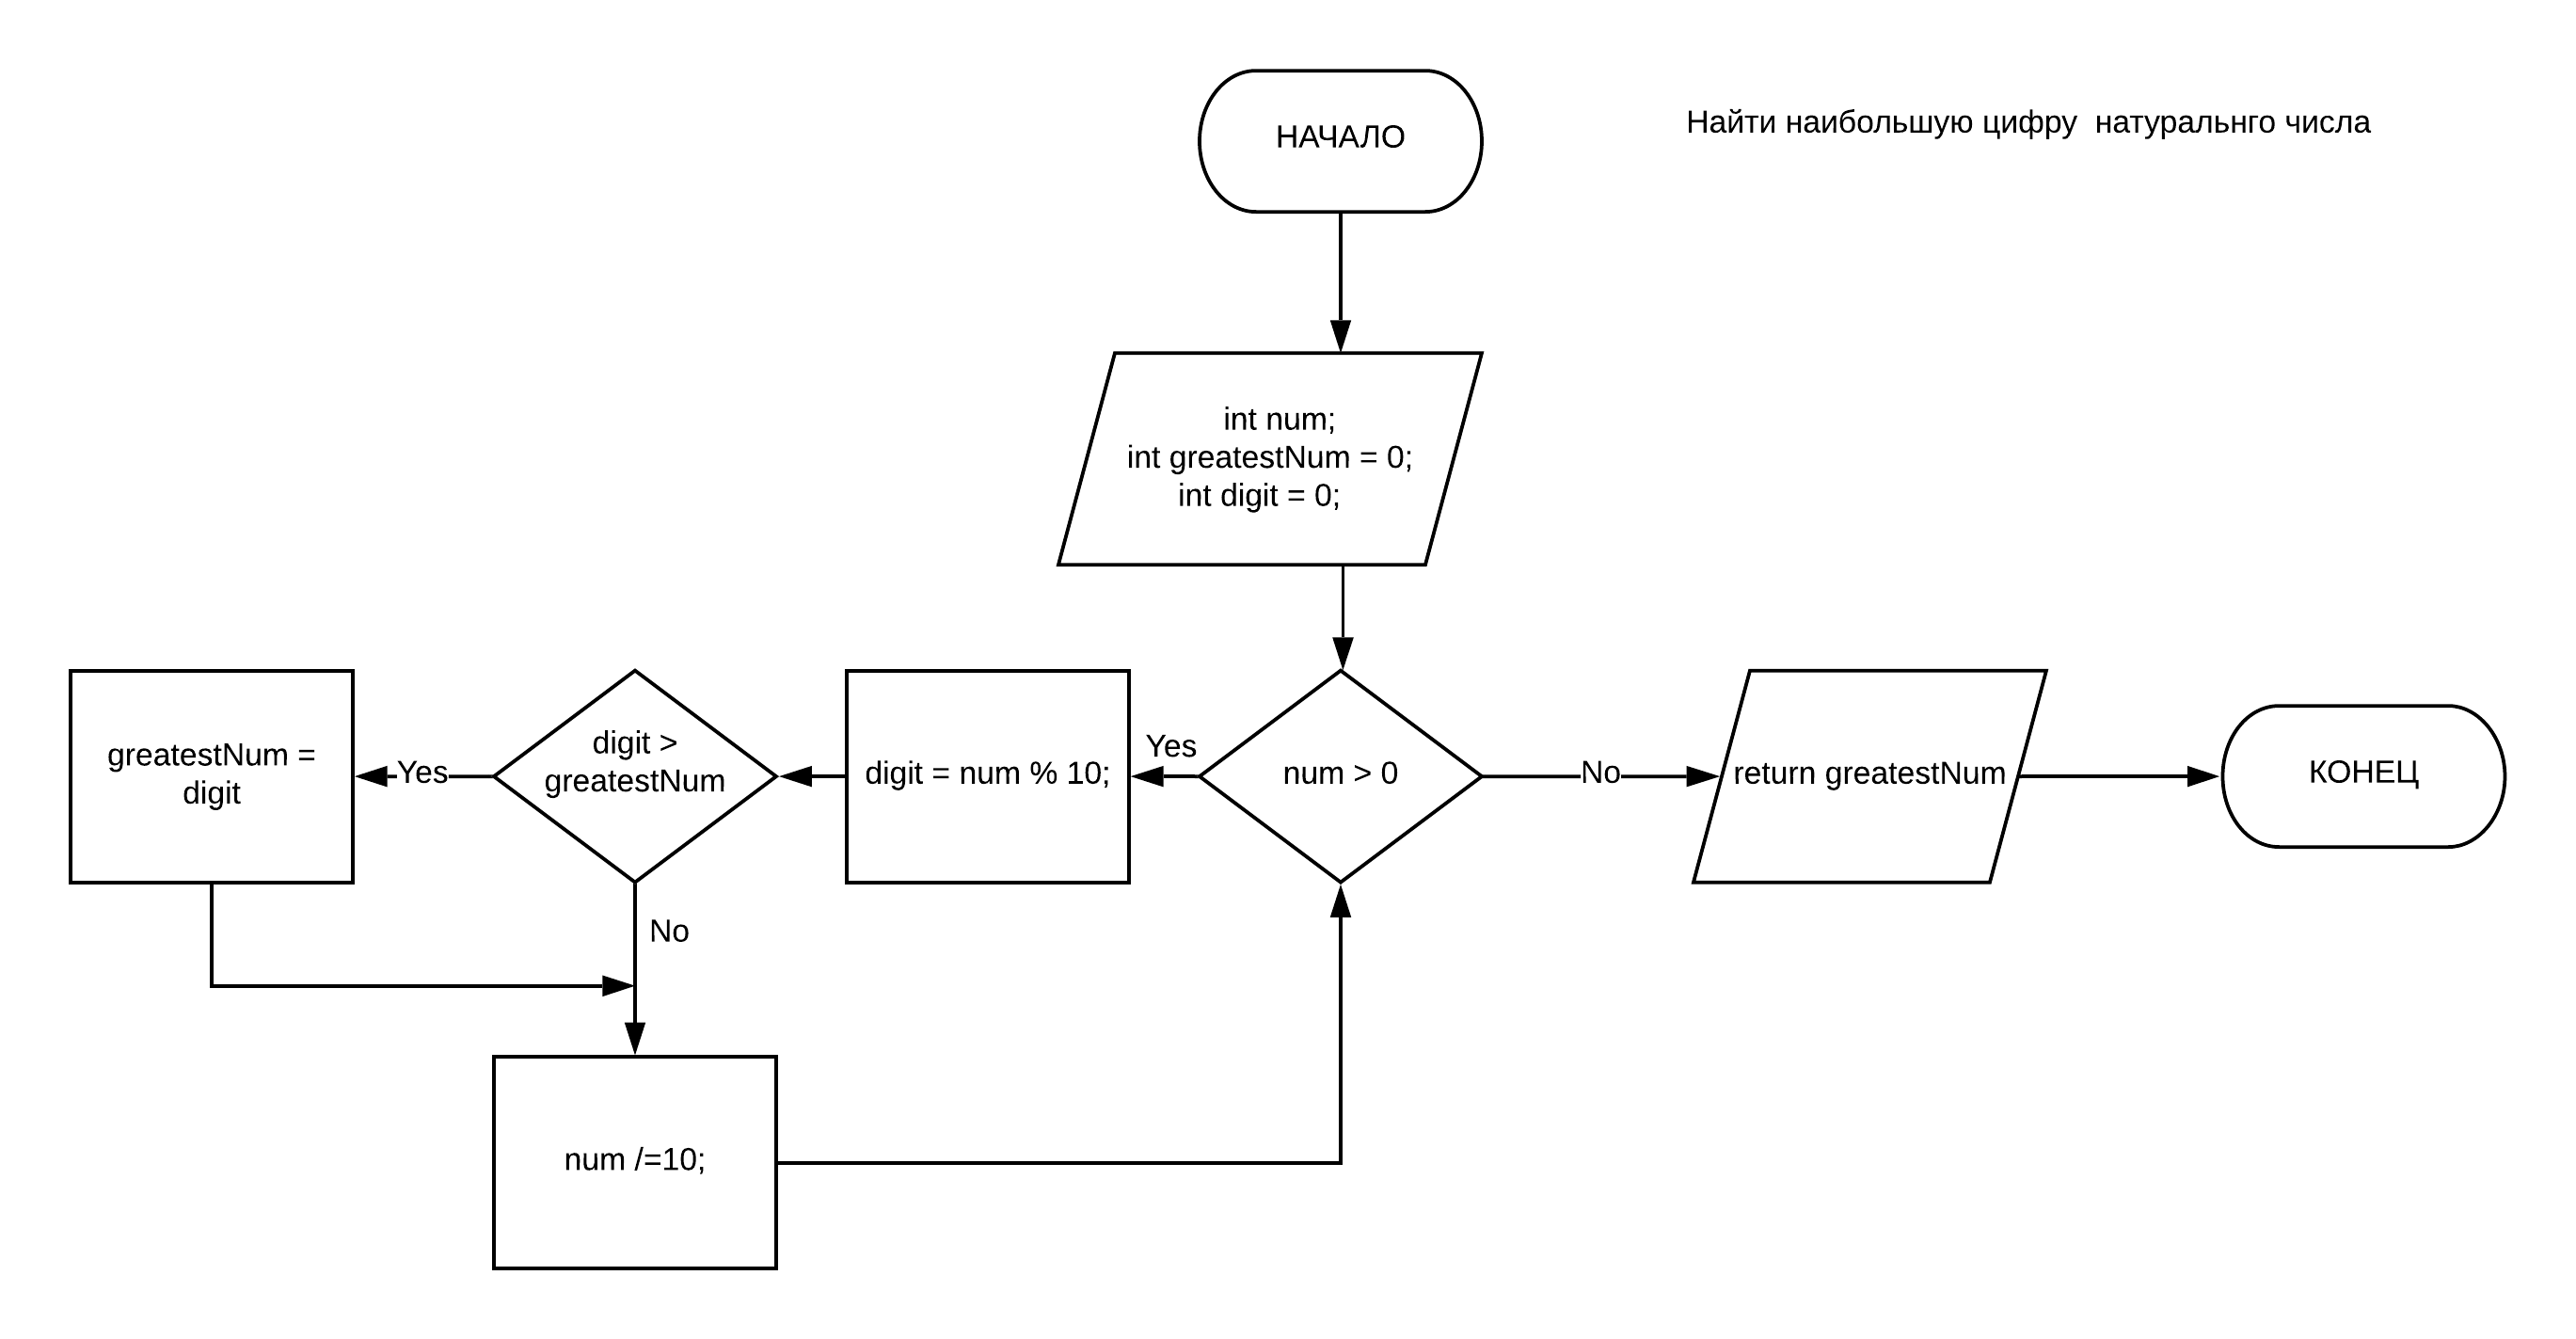 НАЧАЛО
Найти наибольшую цифру  натуральнго числа
int num;
int greatestNum = 0;
int digit = 0;
greatestNum =
digit
Yes
digit >
greatestNum
digit = num % 10;
Yes
num > 0
No
return greatestNum
КОНЕЦ
No
num /=10;